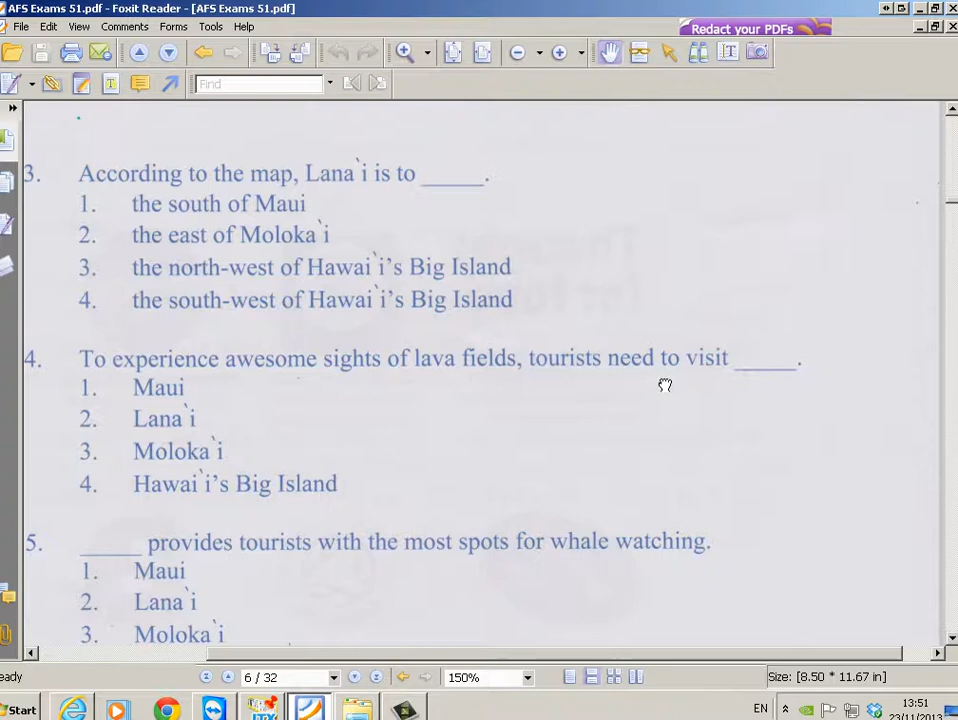 AFS Exams 51.pdf - Foxit Reader - [AFS Exams 51.pdf]
File Edit View Comments Forms Tools Help
Redact your PDFs
Find
3. According to the map, Lana`i is to _____.
1. the south of Maui
2. the east of Moloka`i
3. the north-west of Hawai`i's Big Island
4. the south-west of Hawai`i's Big Island
4. To experience awesome sights of lava fields, tourists need to visit _____.
1. Maui
2. Lana`i
3. Moloka`i
4. Hawai`i's Big Island
5. _____ provides tourists with the most spots for whale watching.
1. Maui
2. Lana`i
3. Moloka`i
eady 6 / 32 150% Size: [8.50 * 11.67 in]
Start EN 13:51
23/11/2013